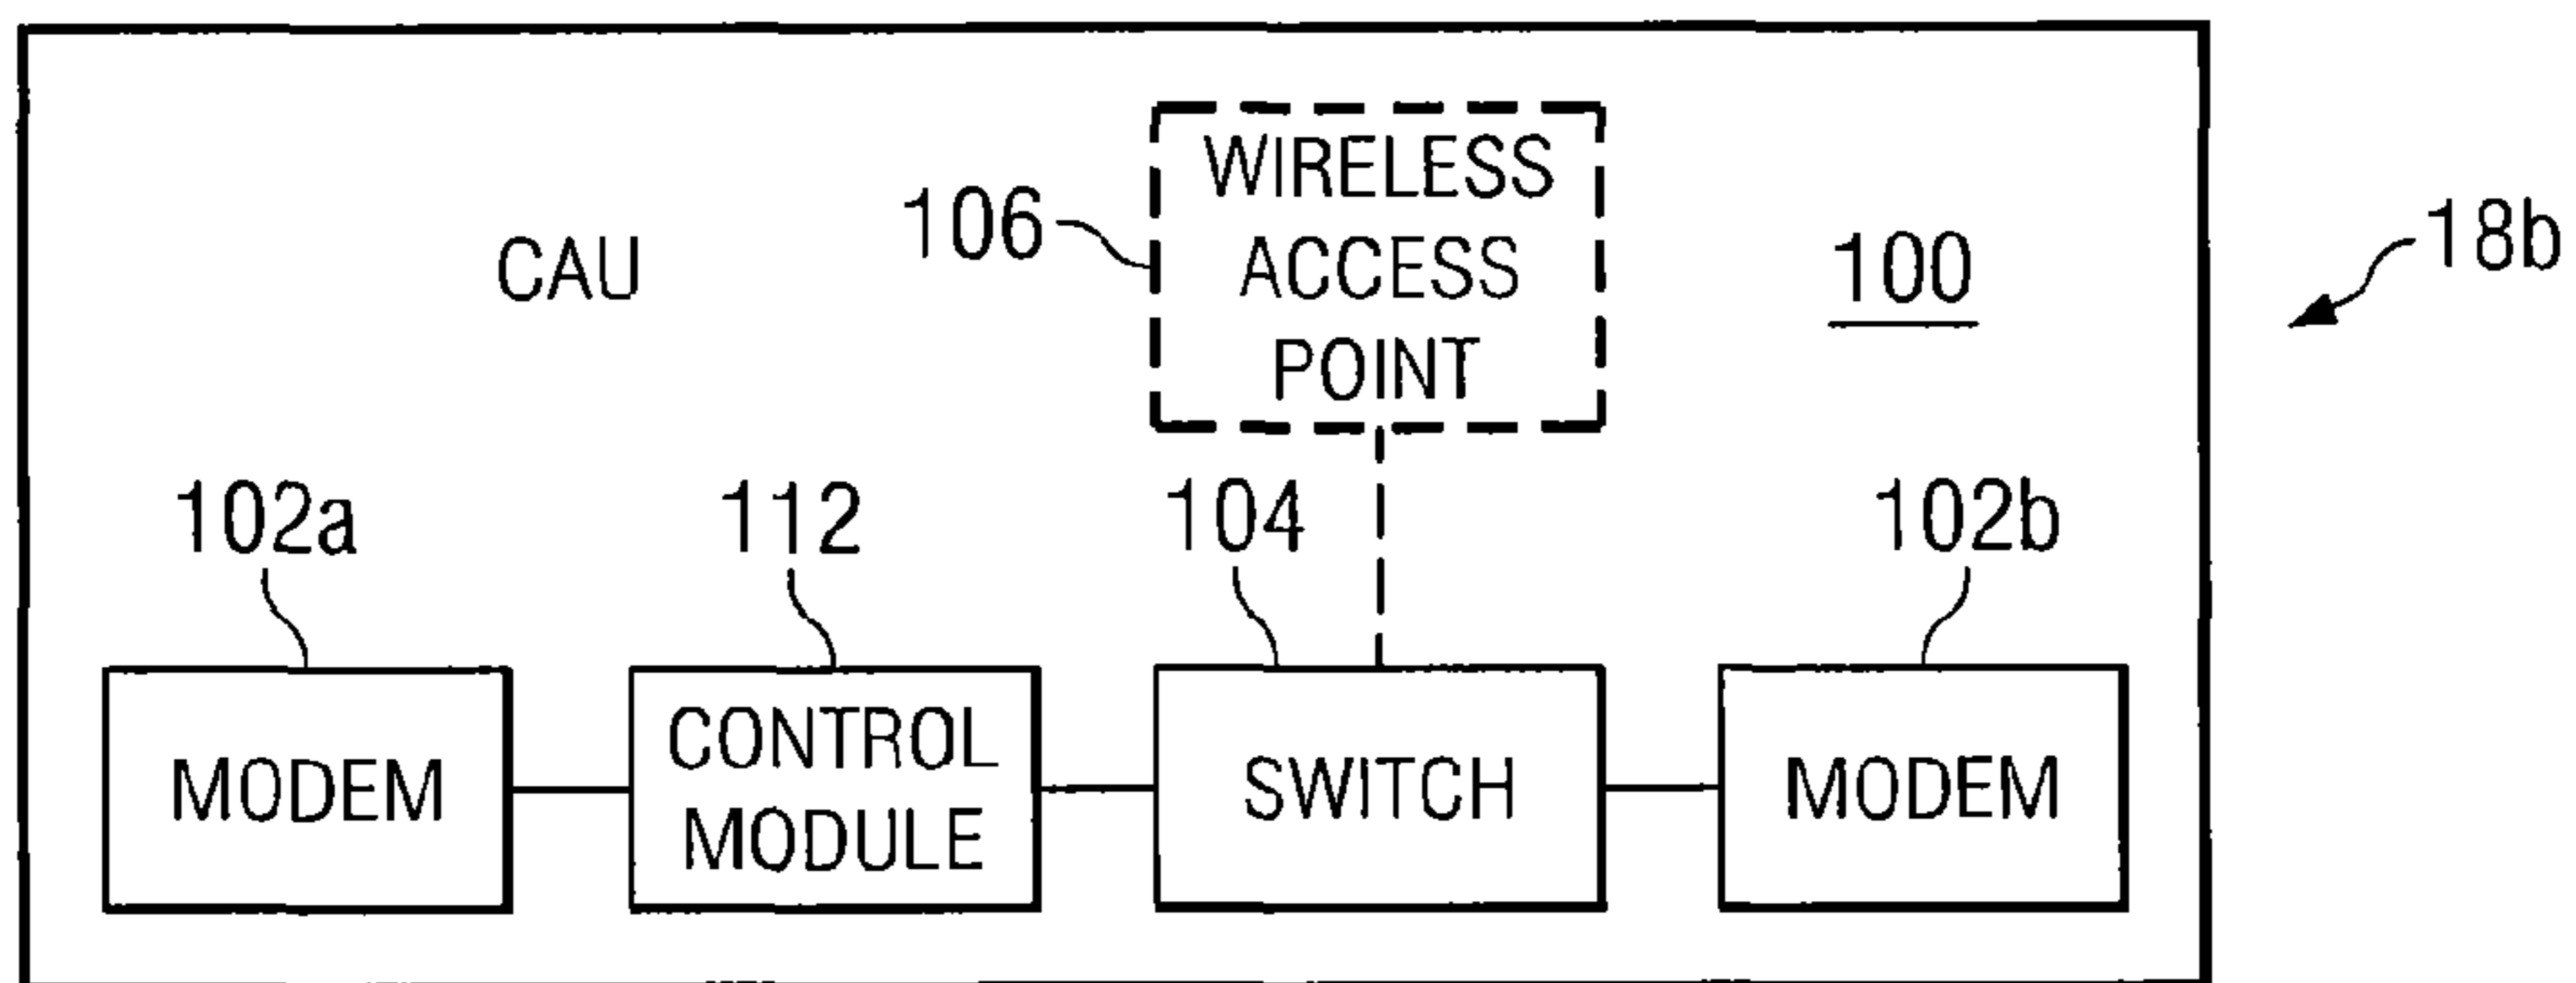 WIRELESS
ACCESS
POINT
106
CAU
100
18b
102a
112
104
102b
MODEM
CONTROL
MODULE
SWITCH
MODEM